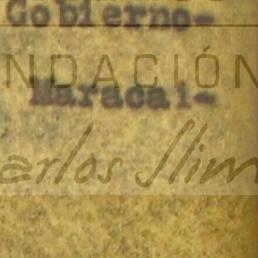 Gobierno-
NDACIÓN
Maracai-
arlos Slim